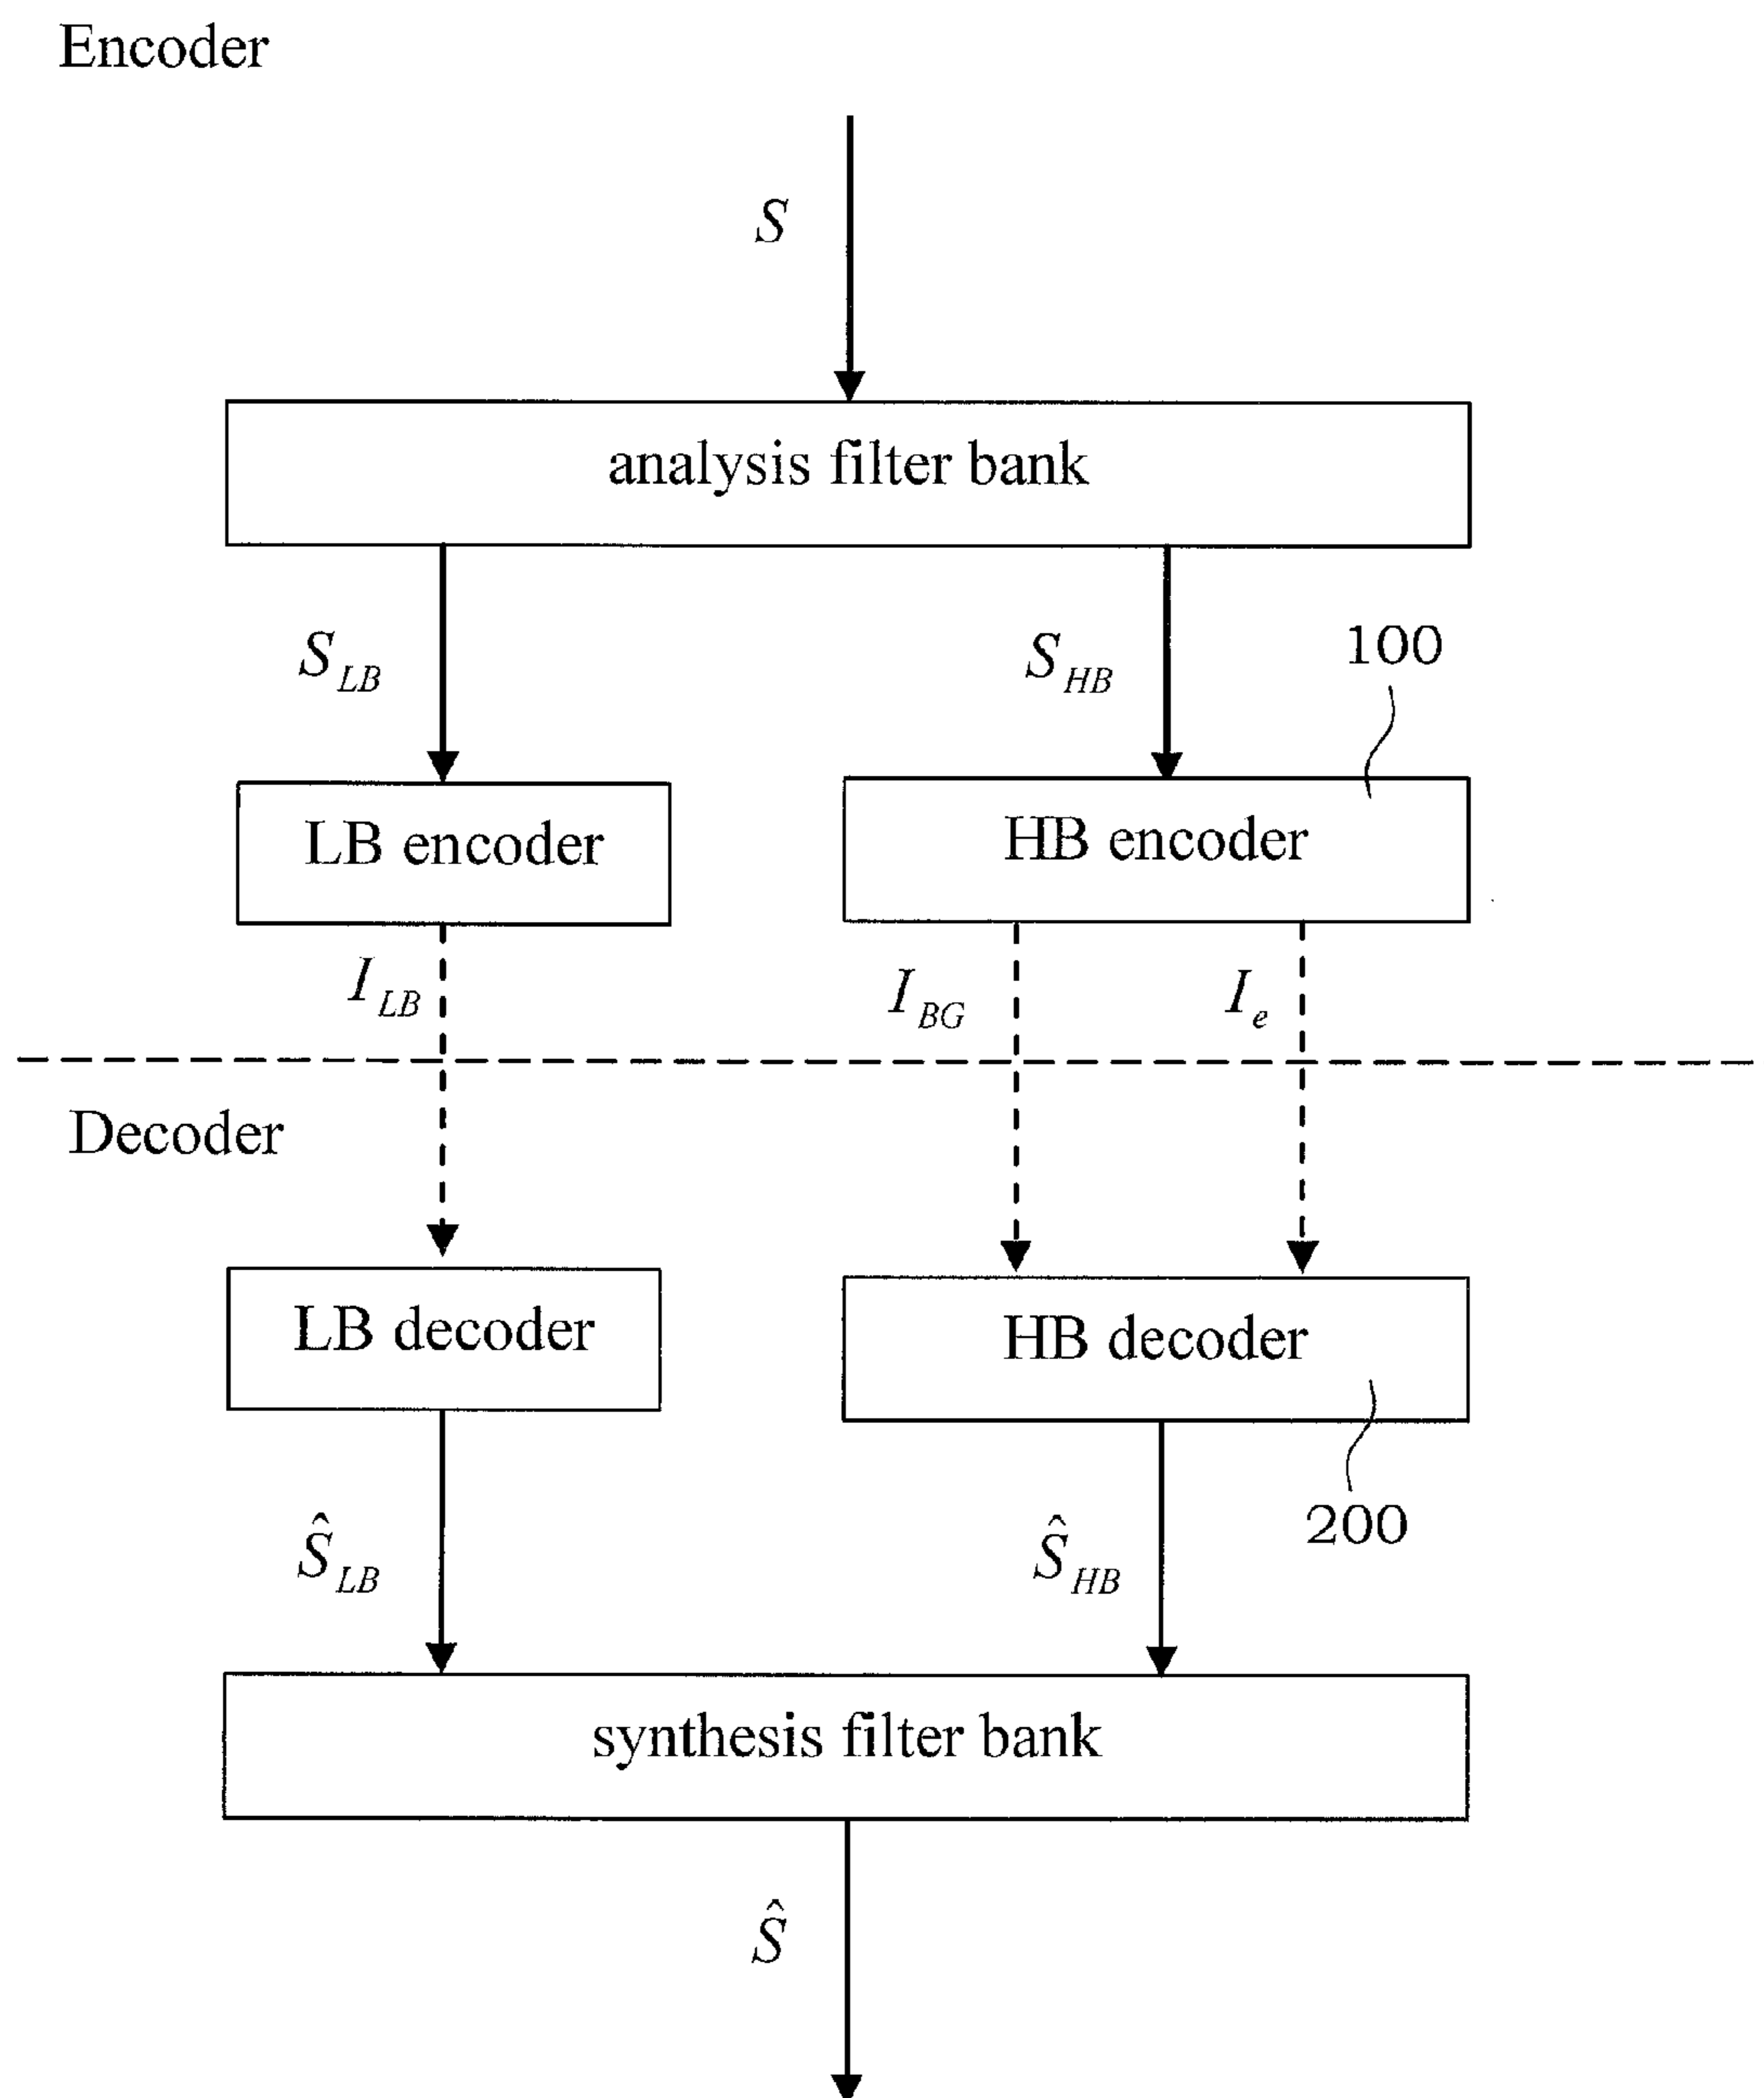 Encoder
S
analysis filter bank
S_LB
S_HB
100
LB encoder
HB encoder
I_LB
I_BG
I_e
Decoder
LB decoder
HB decoder
200
Ŝ_LB
Ŝ_HB
synthesis filter bank
Ŝ